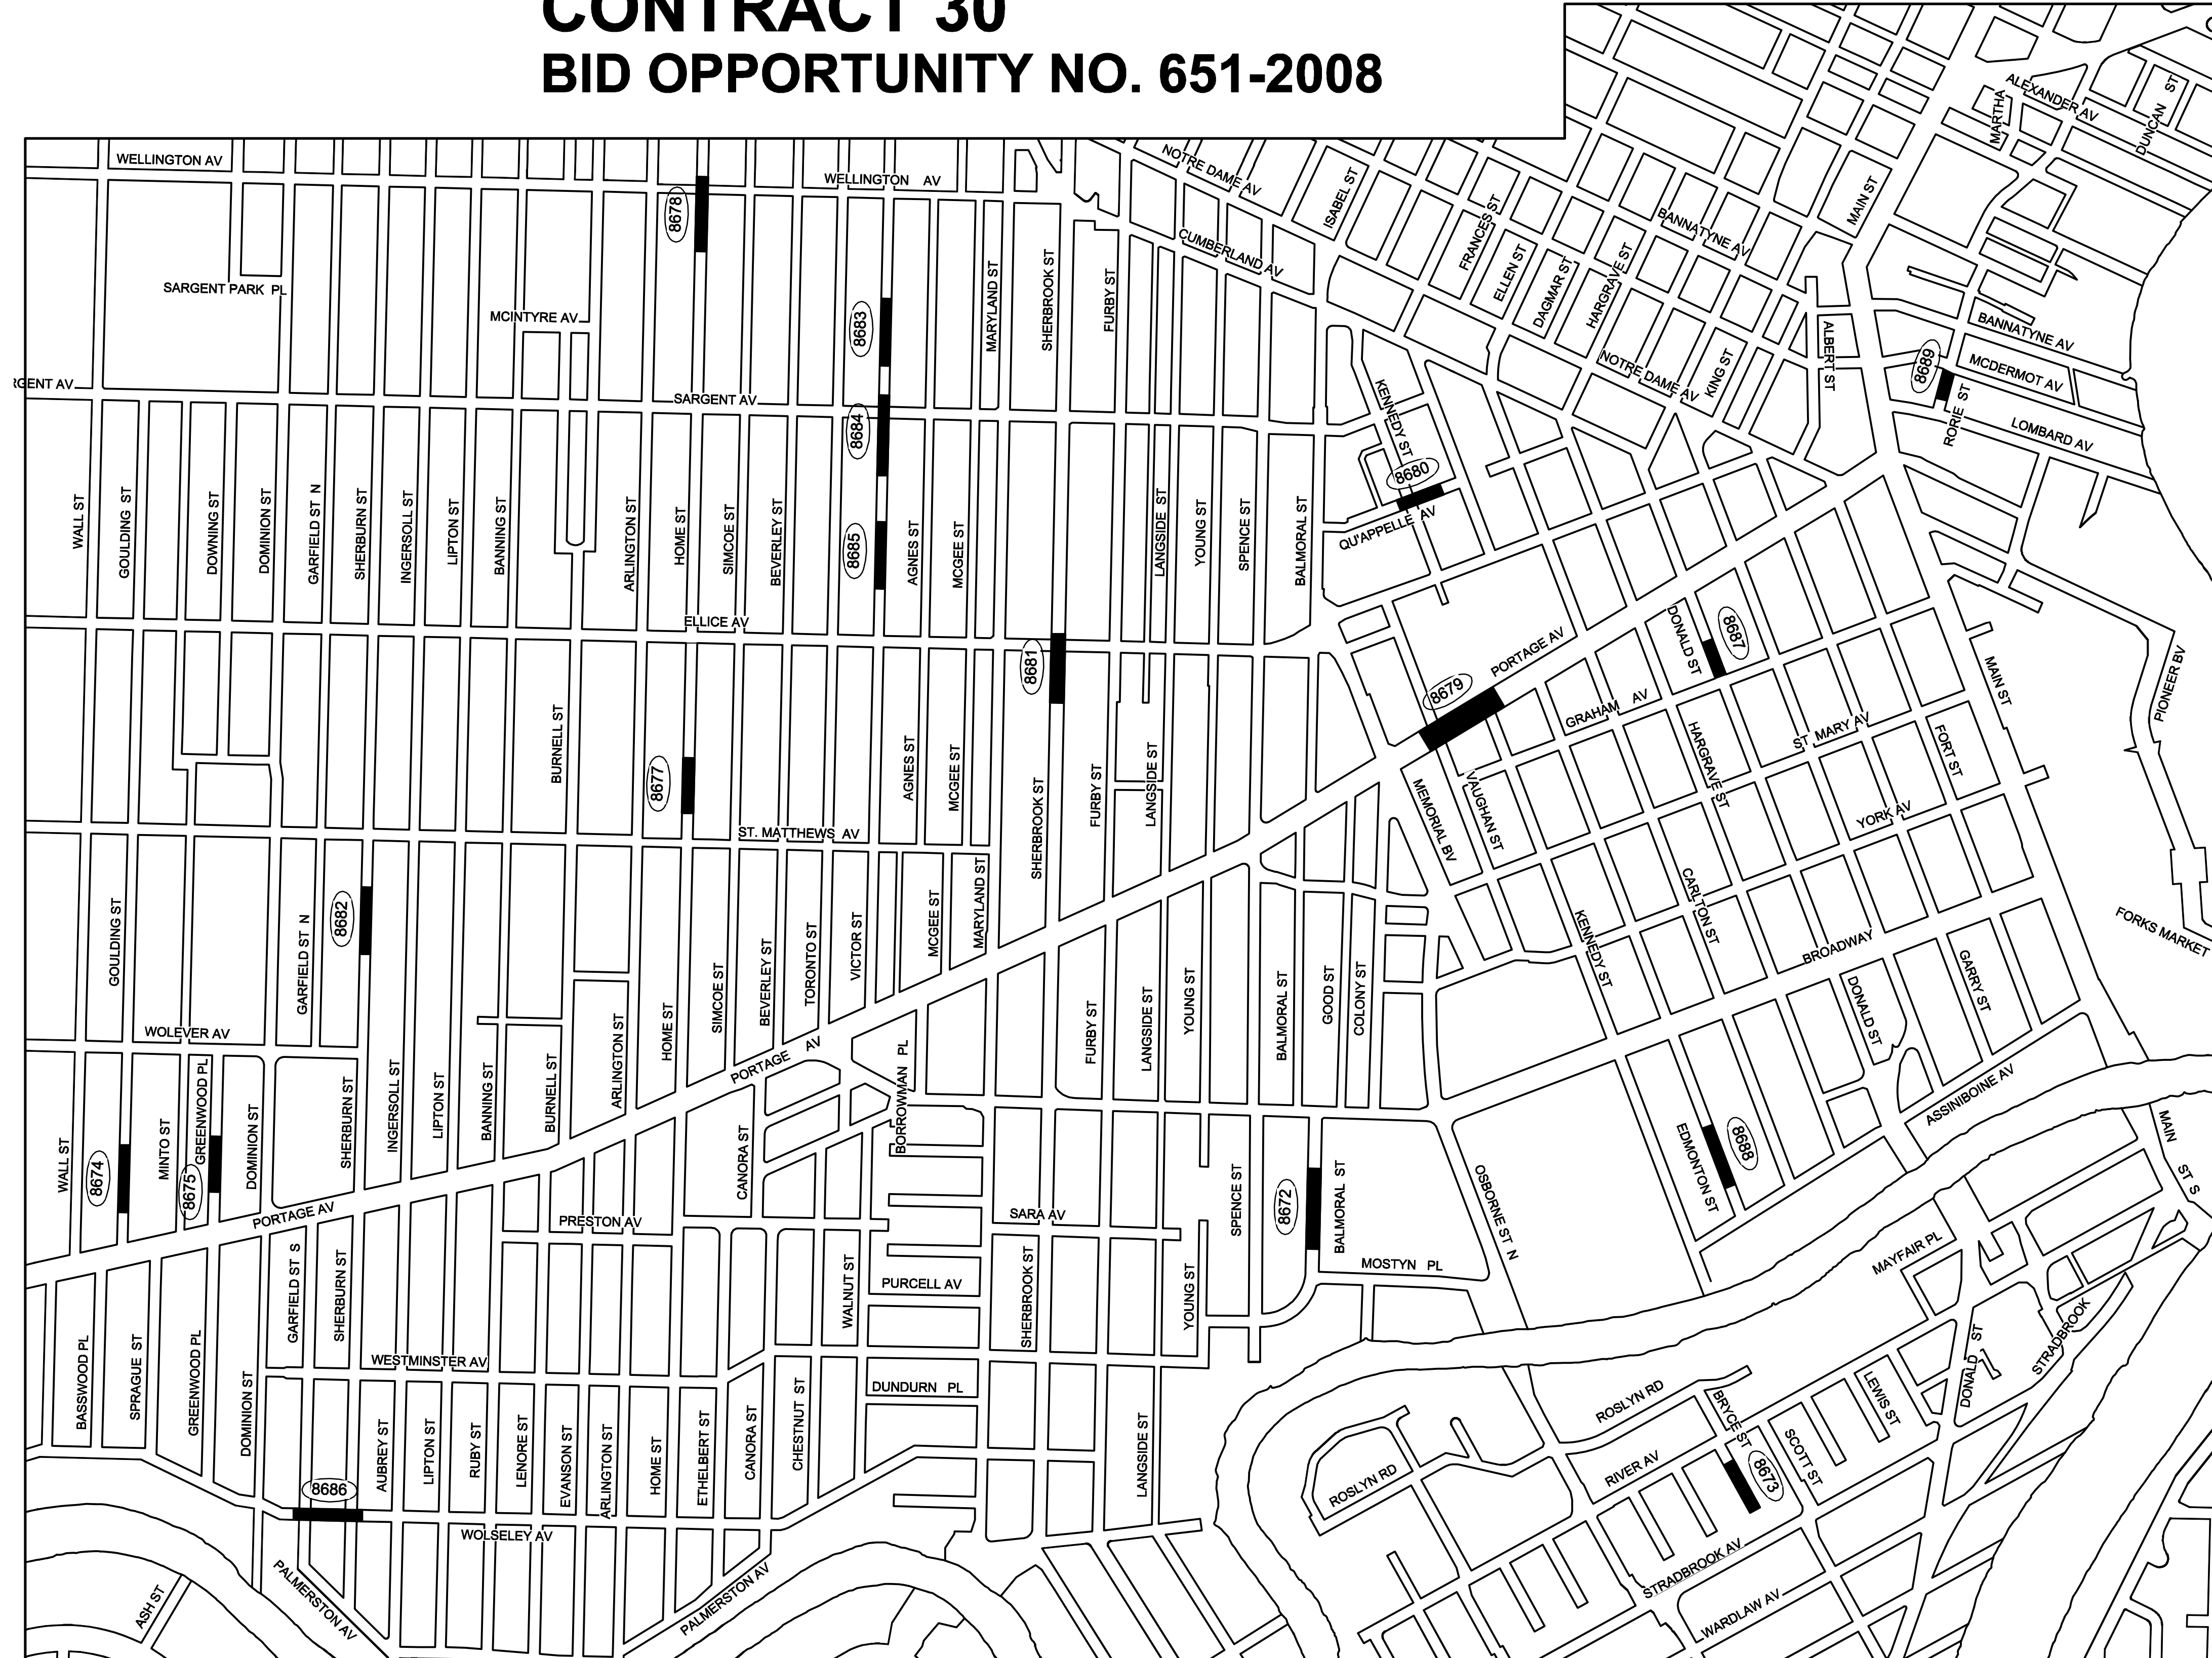 CONTRACT 30
BID OPPORTUNITY NO. 651-2008
ALEXANDER AV
MARTHA
DUNCAN ST
WELLINGTON AV
WELLINGTON AV
NOTRE DAME AV
ISABEL ST
FRANCES ST
ELLEN ST
DAGMAR ST
HARGRAVE ST
BANNATYNE AV
MAIN ST
8678
CUMBERLAND AV
SARGENT PARK PL
MCINTYRE AV
8683
MARYLAND ST
SHERBROOK ST
FURBY ST
NOTRE DAME AV
KING ST
ALBERT ST
BANNATYNE AV
8689
MCDERMOT AV
RORIE ST
LOMBARD AV
RGENT AV
SARGENT AV
8684
KENNEDY ST
8680
QU'APPELLE AV
WALL ST
GOULDING ST
DOWNING ST
DOMINION ST
GARFIELD ST N
SHERBURN ST
INGERSOLL ST
LIPTON ST
BANNING ST
ARLINGTON ST
HOME ST
SIMCOE ST
BEVERLEY ST
8685
AGNES ST
MCGEE ST
LANGSIDE ST
YOUNG ST
SPENCE ST
BALMORAL ST
ELLICE AV
8681
DONALD ST
8687
PORTAGE AV
8679
GRAHAM AV
MAIN ST
PIONEER BV
BURNELL ST
8677
AGNES ST
MCGEE ST
SHERBROOK ST
FURBY ST
LANGSIDE ST
MEMORIAL BV
VAUGHAN ST
HARGRAVE ST
ST MARY AV
FORT ST
YORK AV
ST. MATTHEWS AV
GOULDING ST
GARFIELD ST N
8682
SIMCOE ST
BEVERLEY ST
TORONTO ST
VICTOR ST
MCGEE ST
MARYLAND ST
KENNEDY ST
CARLTON ST
BROADWAY
DONALD ST
GARRY ST
FORKS MARKET
WOLEVER AV
ARLINGTON ST
HOME ST
PORTAGE AV
BORROWMAN PL
FURBY ST
LANGSIDE ST
YOUNG ST
BALMORAL ST
GOOD ST
COLONY ST
ASSINIBOINE AV
WALL ST
8674
MINTO ST
GREENWOOD PL
8675
DOMINION ST
SHERBURN ST
INGERSOLL ST
LIPTON ST
BANNING ST
BURNELL ST
CANORA ST
SPENCE ST
8672
BALMORAL ST
OSBORNE ST N
EDMONTON ST
8688
MAIN ST S
PORTAGE AV
PRESTON AV
SARA AV
MOSTYN PL
MAYFAIR PL
GARFIELD ST S
SHERBURN ST
WALNUT ST
PURCELL AV
SHERBROOK ST
YOUNG ST
BASSWOOD PL
SPRAGUE ST
GREENWOOD PL
DOMINION ST
WESTMINSTER AV
DUNDURN PL
DONALD ST
STRADBROOK
AUBREY ST
LIPTON ST
RUBY ST
LENORE ST
EVANSON ST
ARLINGTON ST
HOME ST
ETHELBERT ST
CANORA ST
CHESTNUT ST
LANGSIDE ST
ROSLYN RD
BRYCE ST
LEWIS ST
SCOTT ST
RIVER AV
8673
ROSLYN RD
8686
WOLSELEY AV
PALMERSTON AV
ASH ST
PALMERSTON AV
STRADBROOK AV
WARDLAW AV